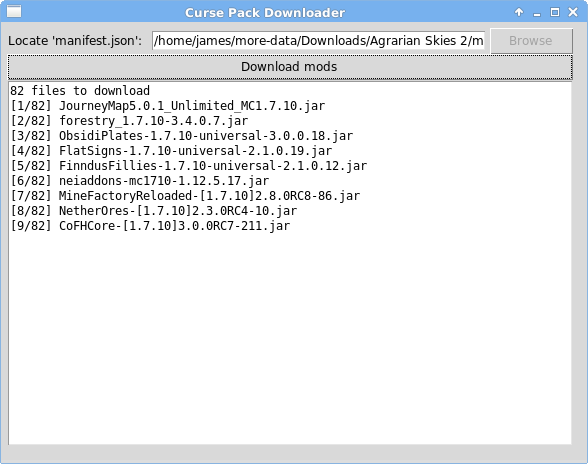 Curse Pack Downloader
Locate 'manifest.json': /home/james/more-data/Downloads/Agrarian Skies 2/m Browse
Download mods
82 files to download
[1/82] JourneyMap5.0.1_Unlimited_MC1.7.10.jar
[2/82] forestry_1.7.10-3.4.0.7.jar
[3/82] ObsidiPlates-1.7.10-universal-3.0.0.18.jar
[4/82] FlatSigns-1.7.10-universal-2.1.0.19.jar
[5/82] FinndusFillies-1.7.10-universal-2.1.0.12.jar
[6/82] neiaddons-mc1710-1.12.5.17.jar
[7/82] MineFactoryReloaded-[1.7.10]2.8.0RC8-86.jar
[8/82] NetherOres-[1.7.10]2.3.0RC4-10.jar
[9/82] CoFHCore-[1.7.10]3.0.0RC7-211.jar